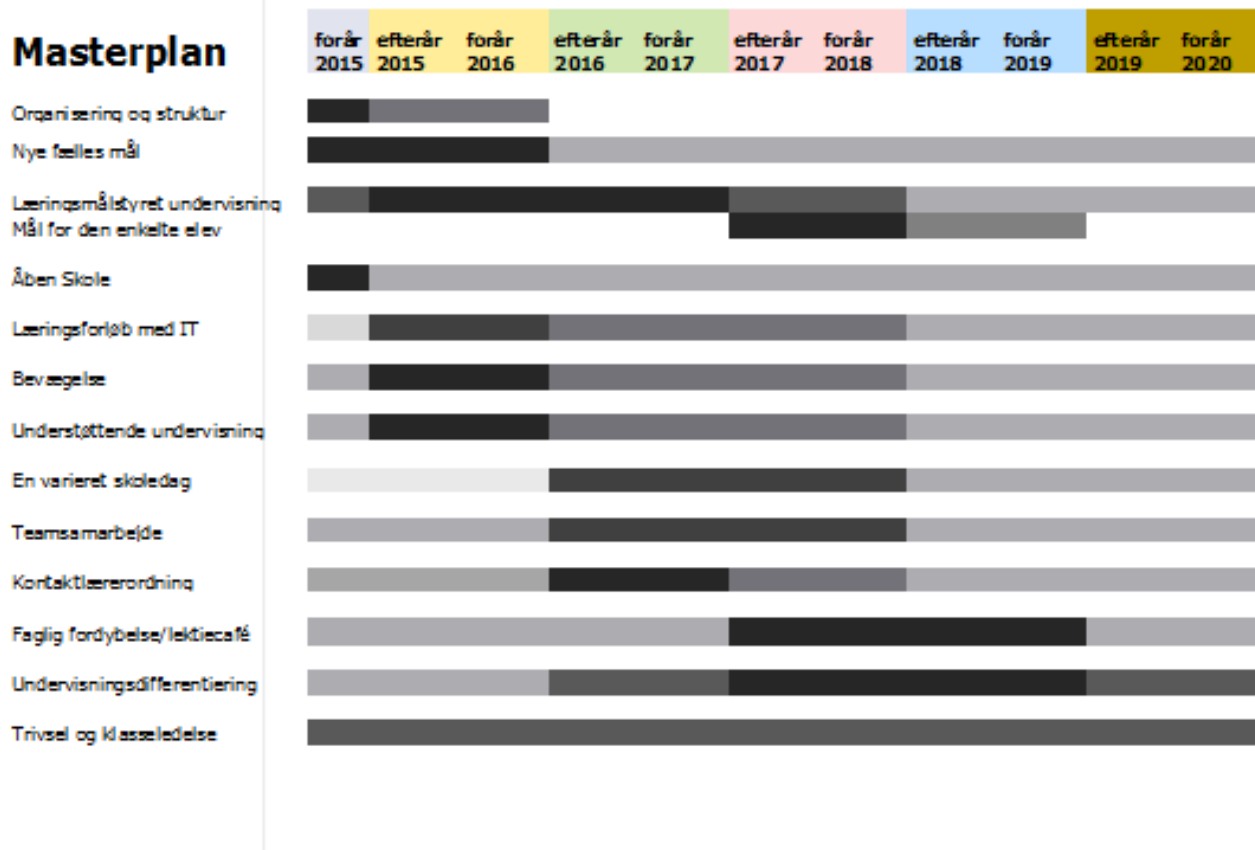 Masterplan
forår efterår forår efterår forår efterår forår efterår forår efterår forår
2015 2015 2016 2016 2017 2017 2018 2018 2019 2019 2020
Organisering og struktur
Nye fælles mål
Læringsmålstyret undervisning
Mål for den enkelte elev
Åben Skole
Læringsforløb med IT
Bevægelse
Understøttende undervisning
En varieret skoledag
Teamsamarbejde
Kontaktlærerordning
Faglig fordybelse/lektiecafé
Undervisningsdifferentiering
Trivsel og klasseledelse